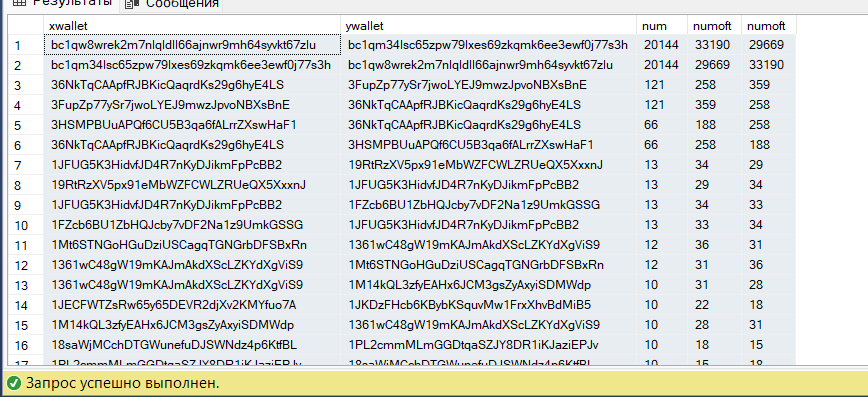 Результаты Сообщения
xwallet ywallet num numoft numoft
1 bc1qw8wrek2m7nlqldll66ajnwr9mh64syvkt67zlu bc1qm34lsc65zpw79lxes69zkqmk6ee3ewf0j77s3h 20144 33190 29669
2 bc1qm34lsc65zpw79lxes69zkqmk6ee3ewf0j77s3h bc1qw8wrek2m7nlqldll66ajnwr9mh64syvkt67zlu 20144 29669 33190
3 36NkTqCAApfRJBKicQaqrdKs29g6hyE4LS 3FupZp77ySr7jwoLYEJ9mwzJpvoNBXsBnE 121 258 359
4 3FupZp77ySr7jwoLYEJ9mwzJpvoNBXsBnE 36NkTqCAApfRJBKicQaqrdKs29g6hyE4LS 121 359 258
5 3HSMPBUuAPQf6CU5B3qa6fALrrZXswHaF1 36NkTqCAApfRJBKicQaqrdKs29g6hyE4LS 66 188 258
6 36NkTqCAApfRJBKicQaqrdKs29g6hyE4LS 3HSMPBUuAPQf6CU5B3qa6fALrrZXswHaF1 66 258 188
7 1JFUG5K3HidvfJD4R7nKyDJikmFpPcBB2 19RtRzXV5px91eMbWZFCWLZRUeQX5XxxnJ 13 34 29
8 19RtRzXV5px91eMbWZFCWLZRUeQX5XxxnJ 1JFUG5K3HidvfJD4R7nKyDJikmFpPcBB2 13 29 34
9 1JFUG5K3HidvfJD4R7nKyDJikmFpPcBB2 1FZcb6BU1ZbHQJcby7vDF2Na1z9UmkGSSG 13 34 33
10 1FZcb6BU1ZbHQJcby7vDF2Na1z9UmkGSSG 1JFUG5K3HidvfJD4R7nKyDJikmFpPcBB2 13 33 34
11 1Mt6STNGoHGuDziUSCagqTGNGrbDFSBxRn 1361wC48gW19mKAJmAkdXScLZKYdXgViS9 12 36 31
12 1361wC48gW19mKAJmAkdXScLZKYdXgViS9 1Mt6STNGoHGuDziUSCagqTGNGrbDFSBxRn 12 31 36
13 1361wC48gW19mKAJmAkdXScLZKYdXgViS9 1M14kQL3zfyEAHx6JCM3gsZyAxyiSDMWdp 10 31 28
14 1JECFWTZsRw65y65DEVR2djXv2KMYfuo7A 1JKDzFHcb6KBybKSquvMw1FrxXhvBdMiB5 10 22 18
15 1M14kQL3zfyEAHx6JCM3gsZyAxyiSDMWdp 1361wC48gW19mKAJmAkdXScLZKYdXgViS9 10 28 31
16 18saWjMCchDTGWunefuDJSWNdz4p6KtfBL 1PL2cmmMLmGGDtqaSZJY8DR1iKJaziEPJv 10 18 15
17 1PL2cmmMLmGGDtqaSZJY8DR1iKJaziEPJv 18saWjMCchDTGWunefuDJSWNdz4p6KtfBL 10 15 18
Запрос успешно выполнен.